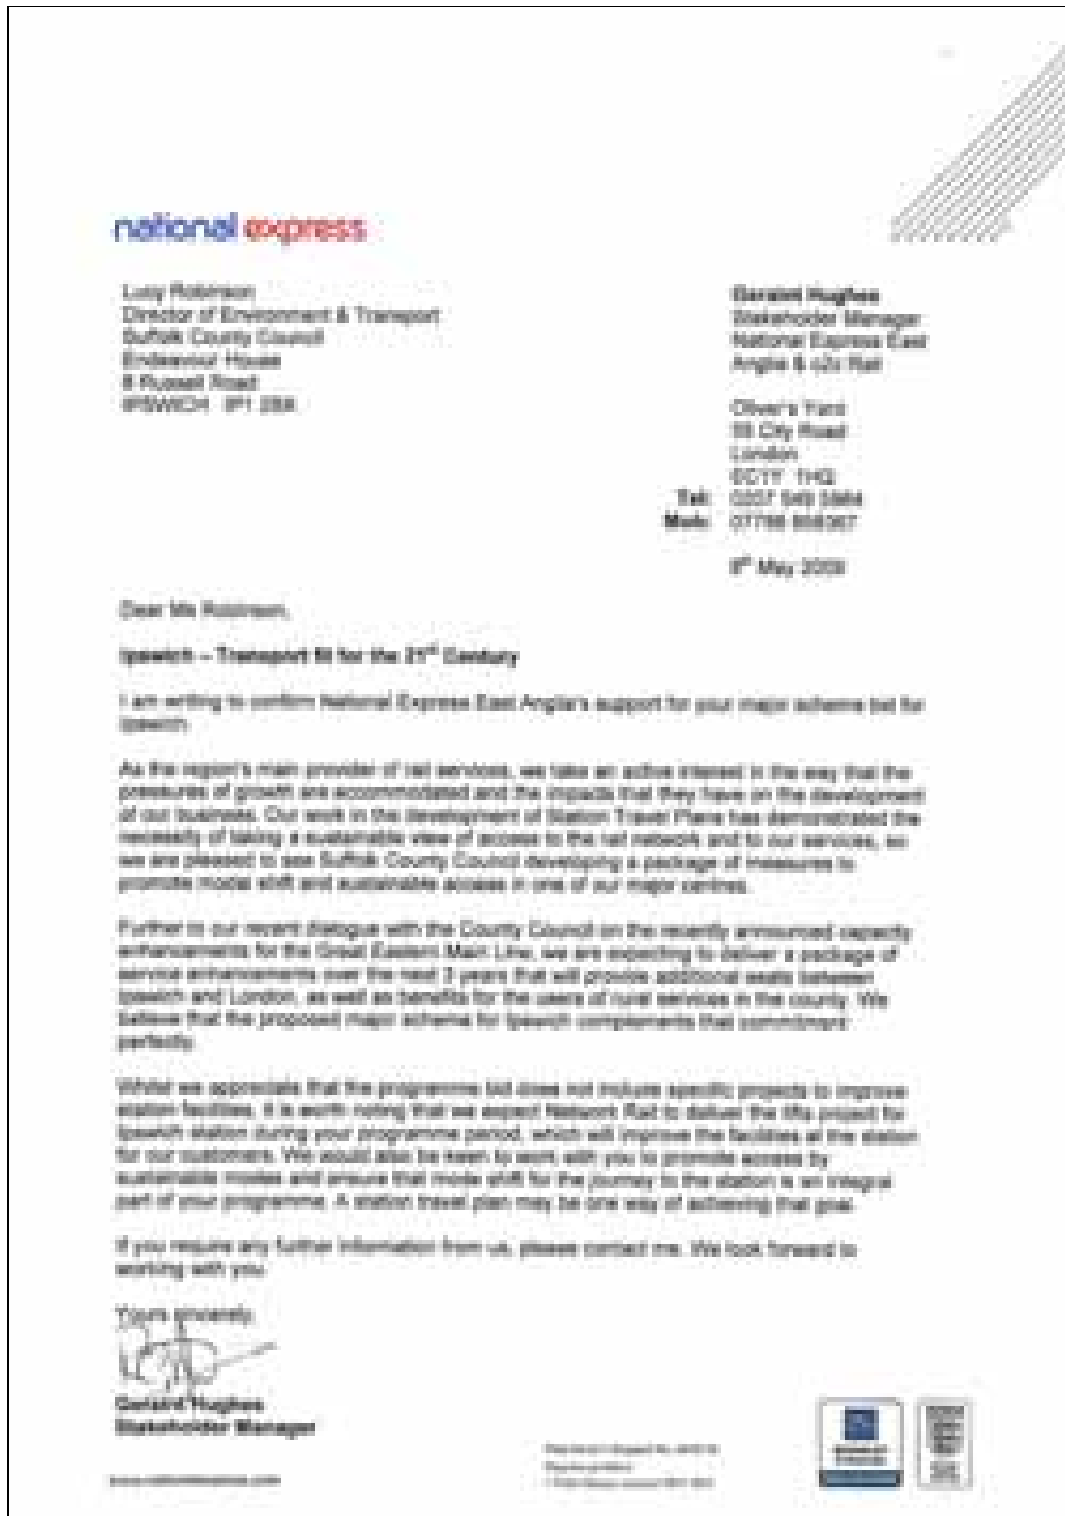 national express
Lucy Robinson
Director of Environment & Transport
Suffolk County Council
Endeavour House
8 Russell Road
IPSWICH IP1 2BX
Geraint Hughes
Stakeholder Manager
National Express East
Anglia & c2c Rail
Oliver's Yard
55 City Road
London
EC1Y 1HQ
Tel:
Mob:
May 2009
Dear Ms Robinson,
Ipswich – Transport fit for the 21st Century
I am writing to confirm National Express East Anglia's support for your major scheme bid for
Ipswich.
As the region's main provider of rail services, we take an active interest in the way that the
pressures of growth are accommodated and the impacts that they have on the development
of our business. Our work in the development of Station Travel Plans has demonstrated the
necessity of taking a sustainable view of access to the rail network and to our services, so
we are pleased to see Suffolk County Council developing a package of measures to
promote modal shift and sustainable access in one of our major centres.
Further to our recent dialogue with the County Council on the recently announced capacity
enhancements for the Great Eastern Main Line, we are expecting to deliver a package of
service enhancements over the next years that will provide additional seats between
Ipswich and London, as well as benefits for the users of rural services in the county. We
believe that the proposed major scheme for Ipswich complements that commitment
perfectly.
Whilst we appreciate that the programme bid does not include specific projects to improve
station facilities, it is worth noting that we expect Network Rail to deliver the lifts project for
Ipswich station during your programme period, which will improve the facilities at the station
for our customers. We would also be keen to work with you to promote access by
sustainable modes and ensure that mode shift for the journey to the station is an integral
part of your programme. A station travel plan may be one way of achieving that goal.
If you require any further information from us, please contact me. We look forward to
working with you.
Yours sincerely,
Geraint Hughes
Stakeholder Manager
www.nationalexpress.com